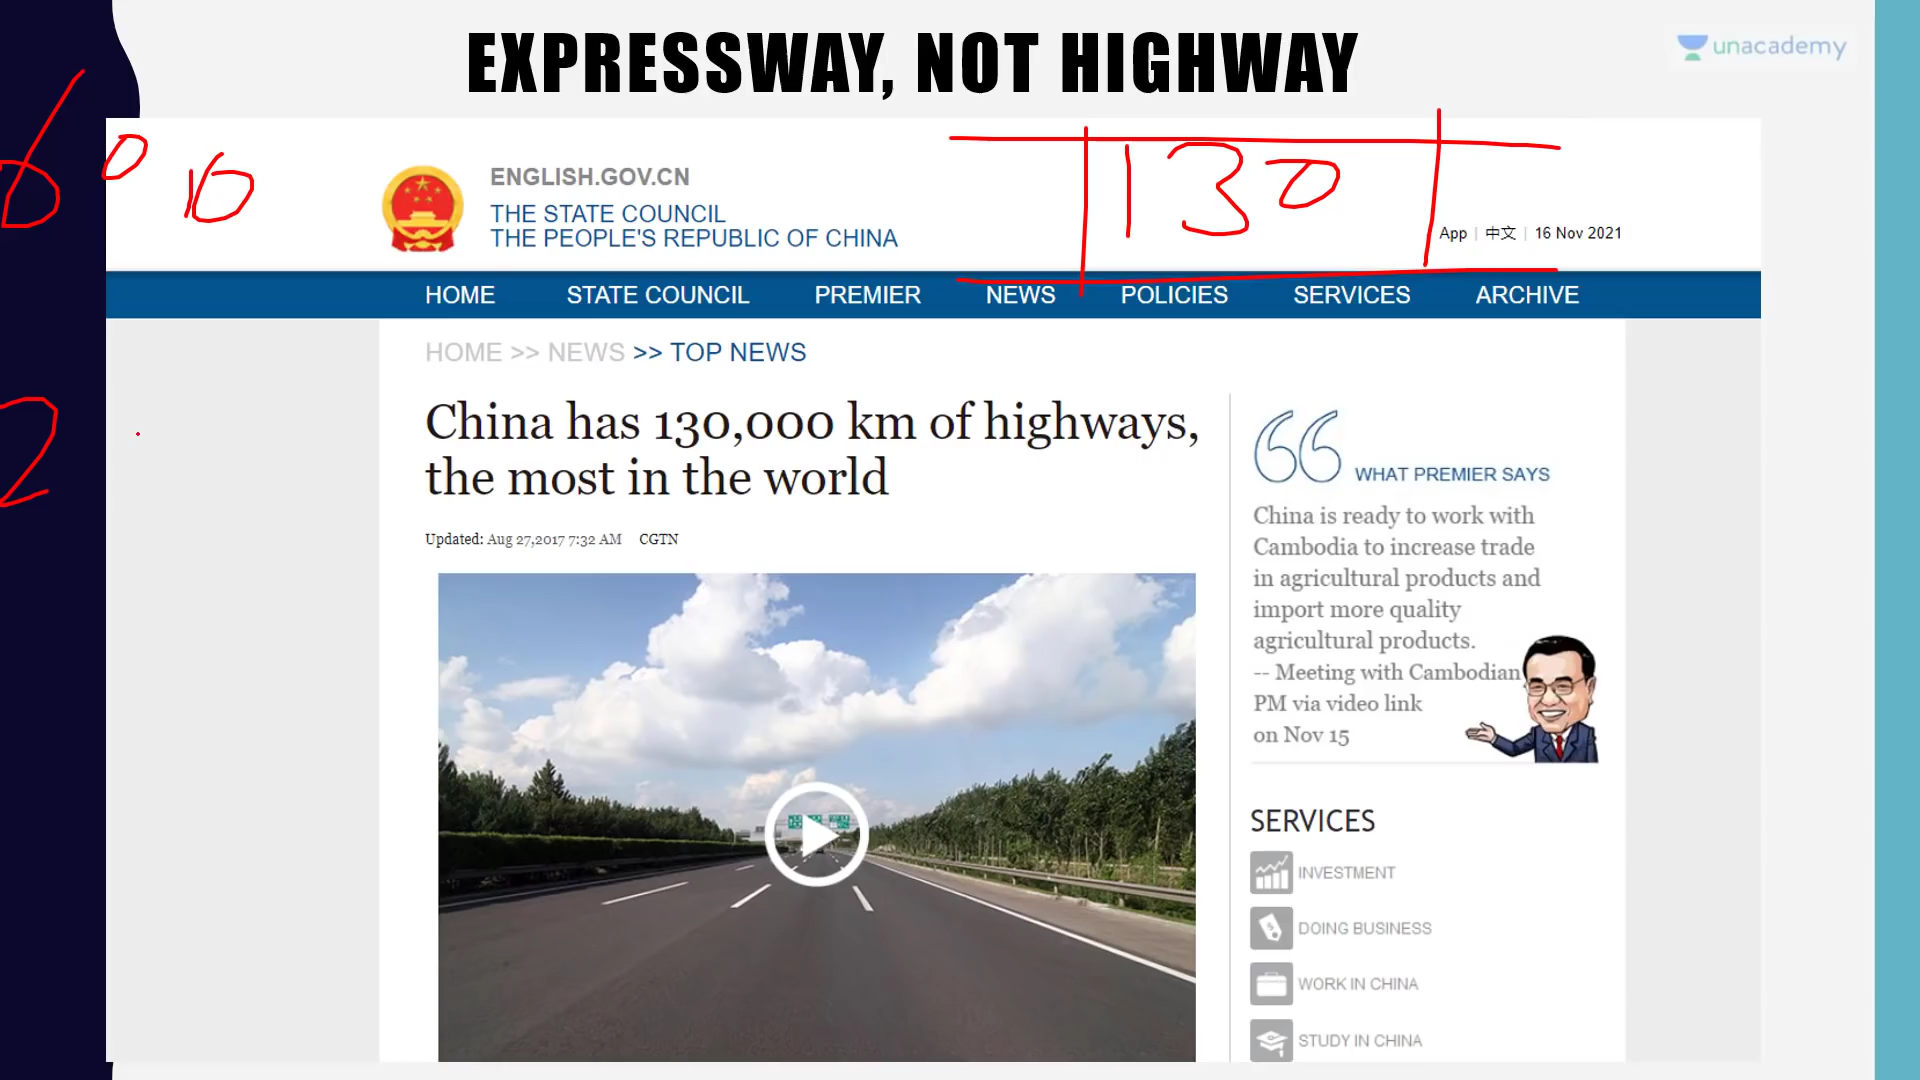 EXPRESSWAY, NOT HIGHWAY
unacademy
130
ENGLISH.GOV.CN
THE STATE COUNCIL
THE PEOPLE'S REPUBLIC OF CHINA
App | 中文 | 16 Nov 2021
HOME STATE COUNCIL PREMIER NEWS POLICIES SERVICES ARCHIVE
HOME >> NEWS >> TOP NEWS
China has 130,000 km of highways,
the most in the world
Updated: Aug 27,2017 7:32 AM CGTN
2
WHAT PREMIER SAYS
China is ready to work with
Cambodia to increase trade
in agricultural products and
import more quality
agricultural products.
-- Meeting with Cambodian
PM via video link
on Nov 15
SERVICES
INVESTMENT
DOING BUSINESS
WORK IN CHINA
STUDY IN CHINA